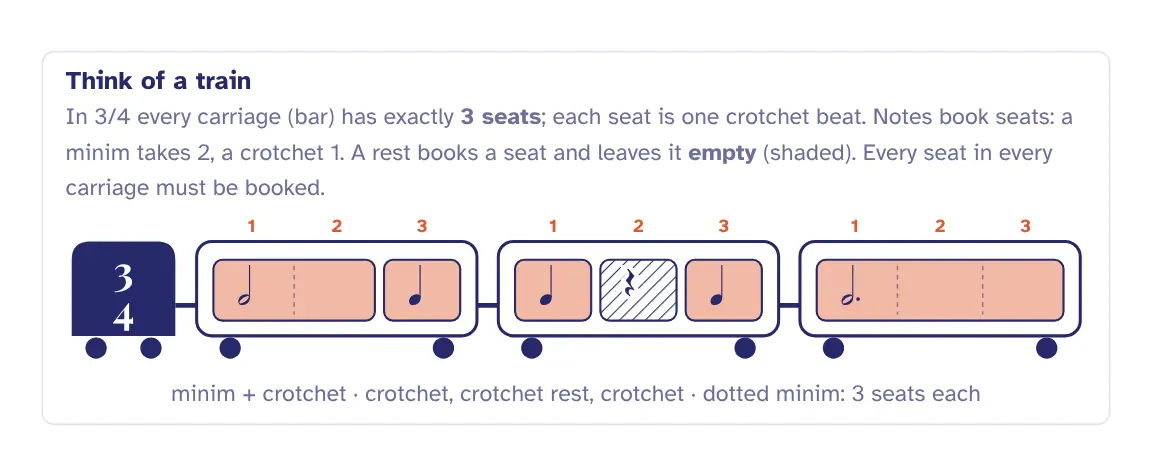 Think of a train
In 3/4 every carriage (bar) has exactly 3 seats; each seat is one crotchet beat. Notes book seats: a
minim takes 2, a crotchet 1. A rest books a seat and leaves it empty (shaded). Every seat in every
carriage must be booked.
1 2 3 1 2 3 1 2 3
3
4
minim + crotchet · crotchet, crotchet rest, crotchet · dotted minim: 3 seats each